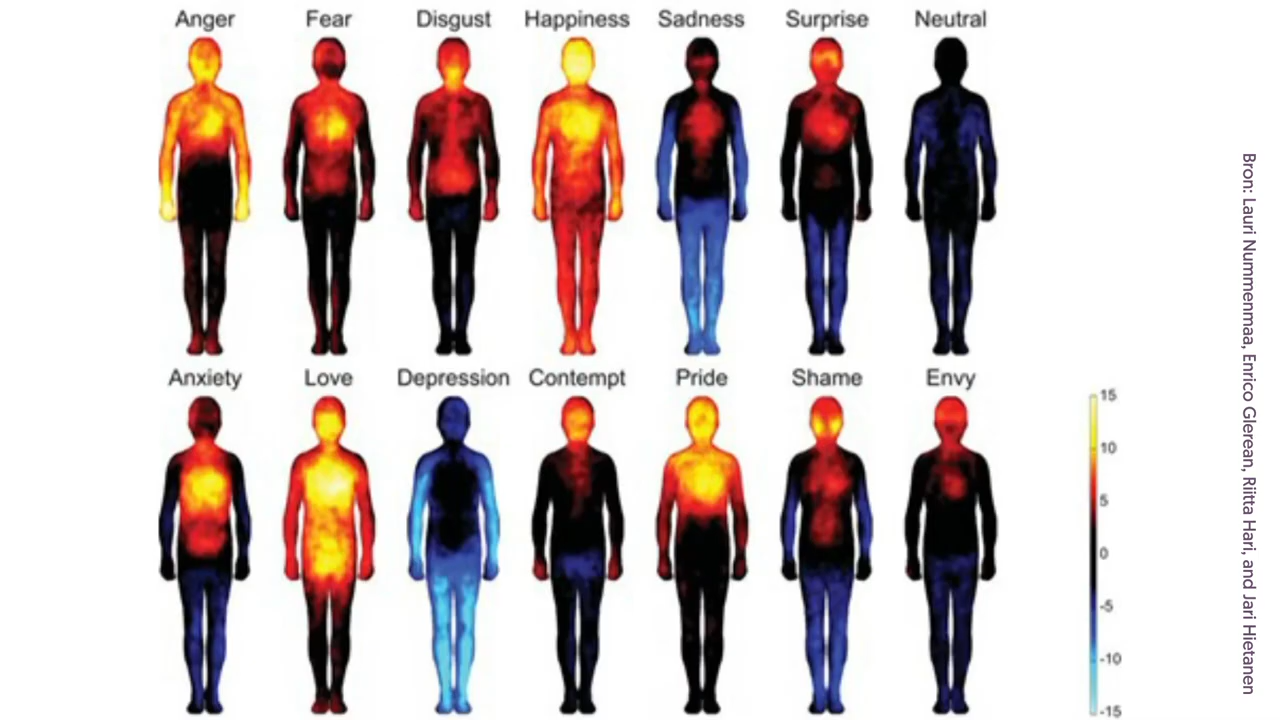 Anger Fear Disgust Happiness Sadness Surprise Neutral
Anxiety Love Depression Contempt Pride Shame Envy
15
10
5
0
-5
-10
-15
Bron: Lauri Nummenmaa, Enrico Glerean, Riitta Hari, and Jari Hietanen